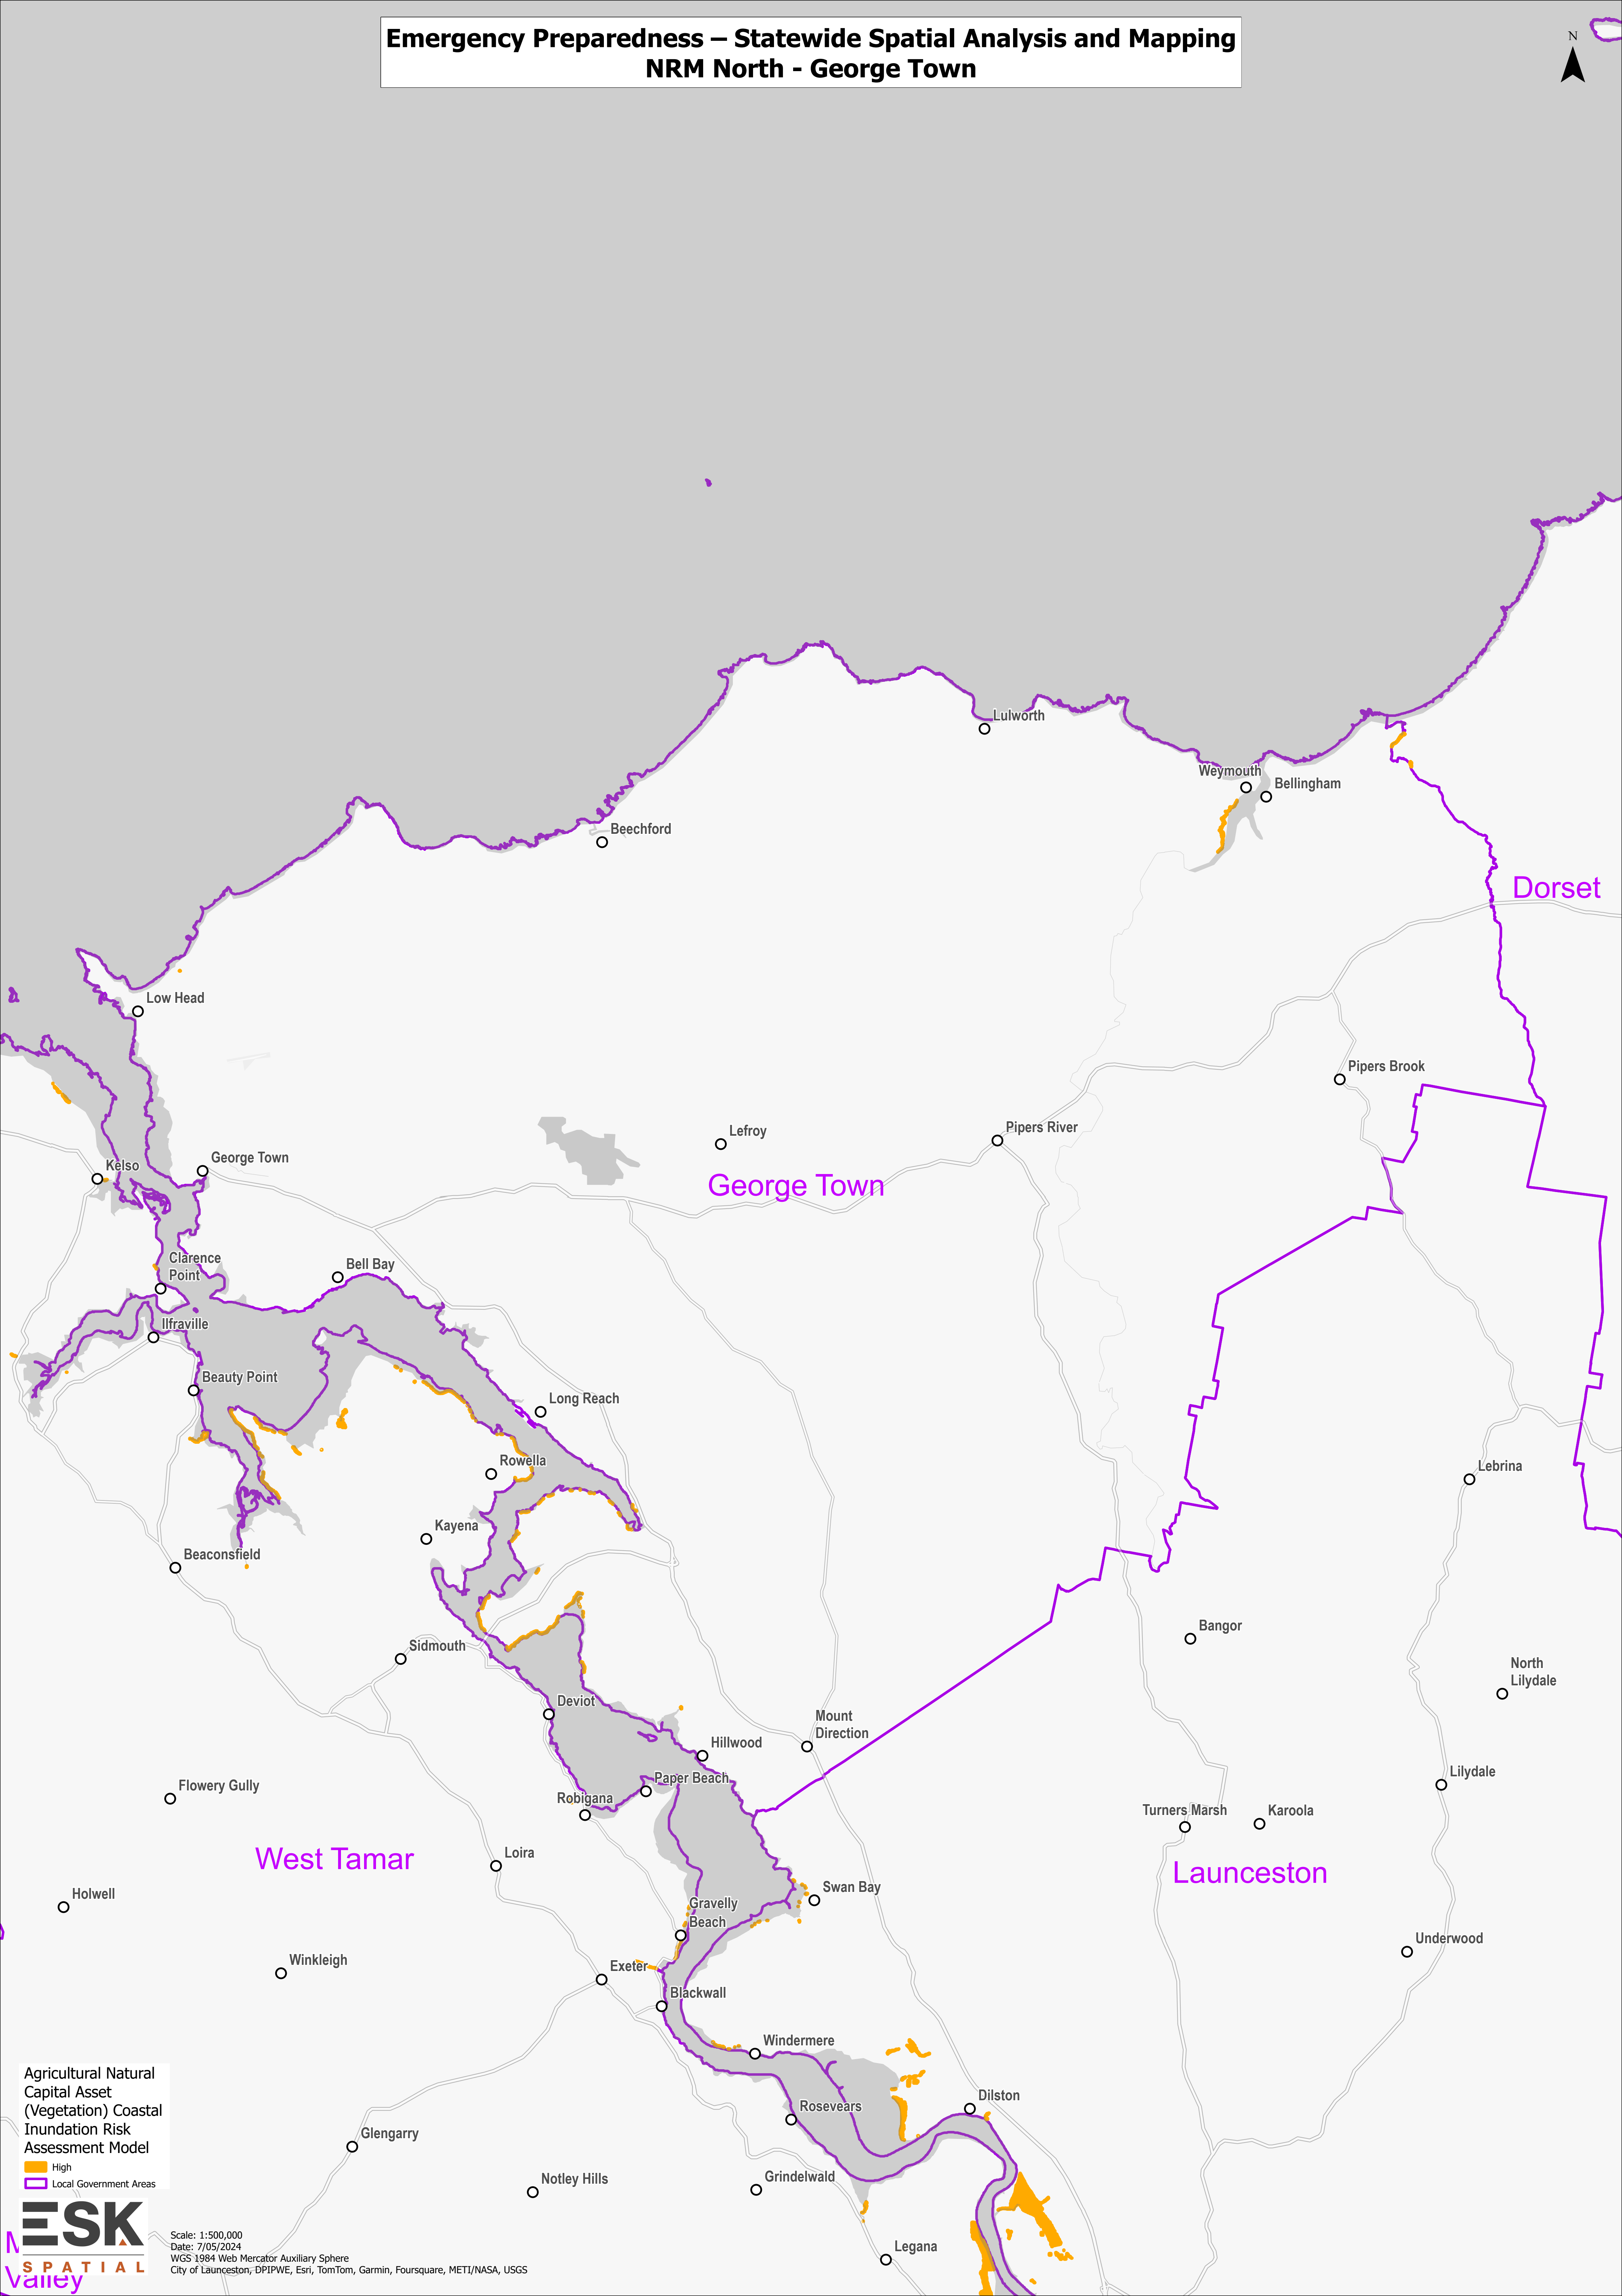 Emergency Preparedness – Statewide Spatial Analysis and Mapping
NRM North - George Town
N
Lulworth
Weymouth
Bellingham
Beechford
Dorset
Low Head
Pipers Brook
Lefroy
Pipers River
George Town
Kelso
George Town
Clarence
Point
Bell Bay
Ilfraville
Beauty Point
Long Reach
Rowella
Lebrina
Kayena
Beaconsfield
Bangor
Sidmouth
North
Lilydale
Deviot
Mount
Direction
Hillwood
Paper Beach
Lilydale
Flowery Gully
Robigana
Turners Marsh
Karoola
West Tamar
Loira
Launceston
Swan Bay
Holwell
Gravelly
Beach
Underwood
Winkleigh
Exeter
Blackwall
Windermere
Dilston
Rosevears
Glengarry
Grindelwald
Notley Hills
Legana
Agricultural Natural
Capital Asset
(Vegetation) Coastal
Inundation Risk
Assessment Model
High
Local Government Areas
ESK
SPATIAL
Valley
Scale: 1:500,000
Date: 7/05/2024
WGS 1984 Web Mercator Auxiliary Sphere
City of Launceston, DPIPWE, Esri, TomTom, Garmin, Foursquare, METI/NASA, USGS